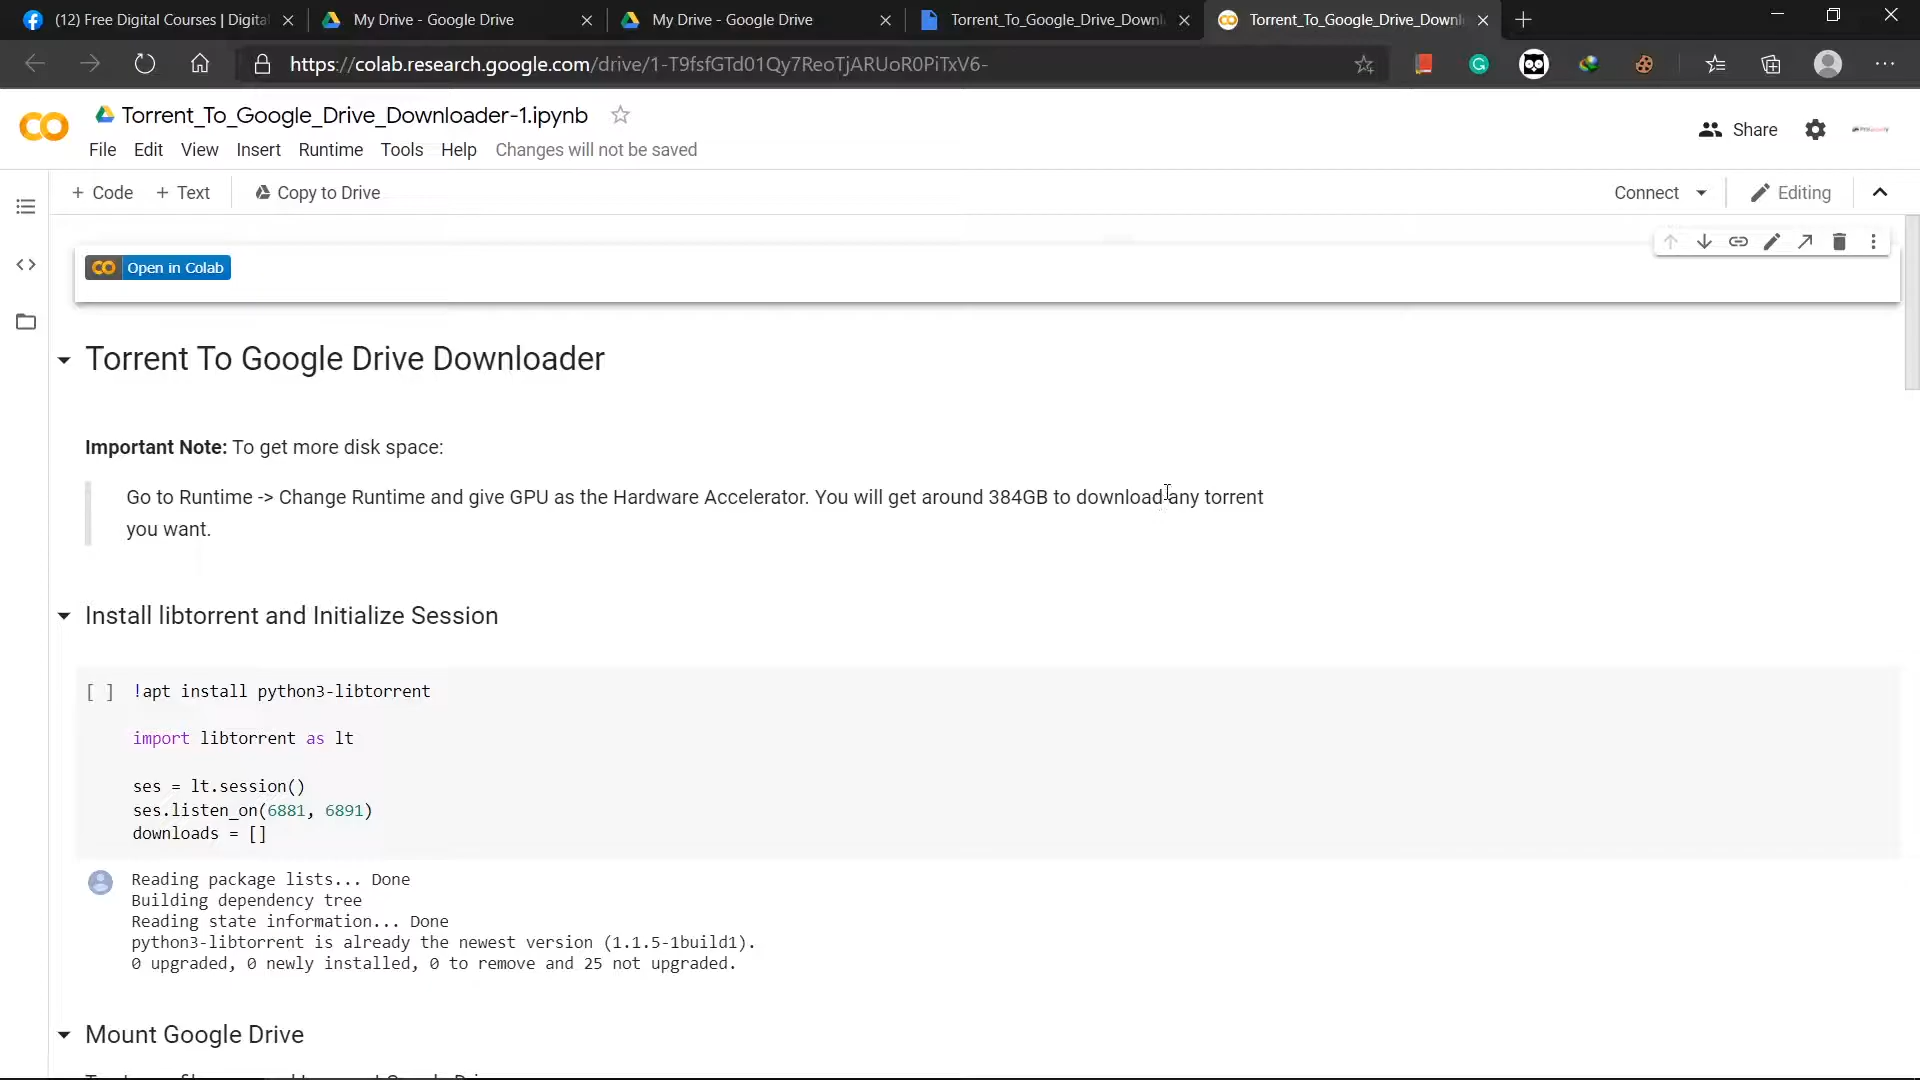 (12) Free Digital Courses | Digita
My Drive - Google Drive
My Drive - Google Drive
Torrent_To_Google_Drive_Downl
Torrent_To_Google_Drive_Downl
https://colab.research.google.com/drive/1-T9fsfGTd01Qy7ReoTjARUoR0PiTxV6-
Torrent_To_Google_Drive_Downloader-1.ipynb
Share
File Edit View Insert Runtime Tools Help Changes will not be saved
+ Code + Text Copy to Drive Connect Editing
Open in Colab
Torrent To Google Drive Downloader
Important Note: To get more disk space:
Go to Runtime -> Change Runtime and give GPU as the Hardware Accelerator. You will get around 384GB to download any torrent
you want.
Install libtorrent and Initialize Session
[ ] !apt install python3-libtorrent
import libtorrent as lt
ses = lt.session()
ses.listen_on(6881, 6891)
downloads = []
Reading package lists... Done
Building dependency tree
Reading state information... Done
python3-libtorrent is already the newest version (1.1.5-1build1).
0 upgraded, 0 newly installed, 0 to remove and 25 not upgraded.
Mount Google Drive